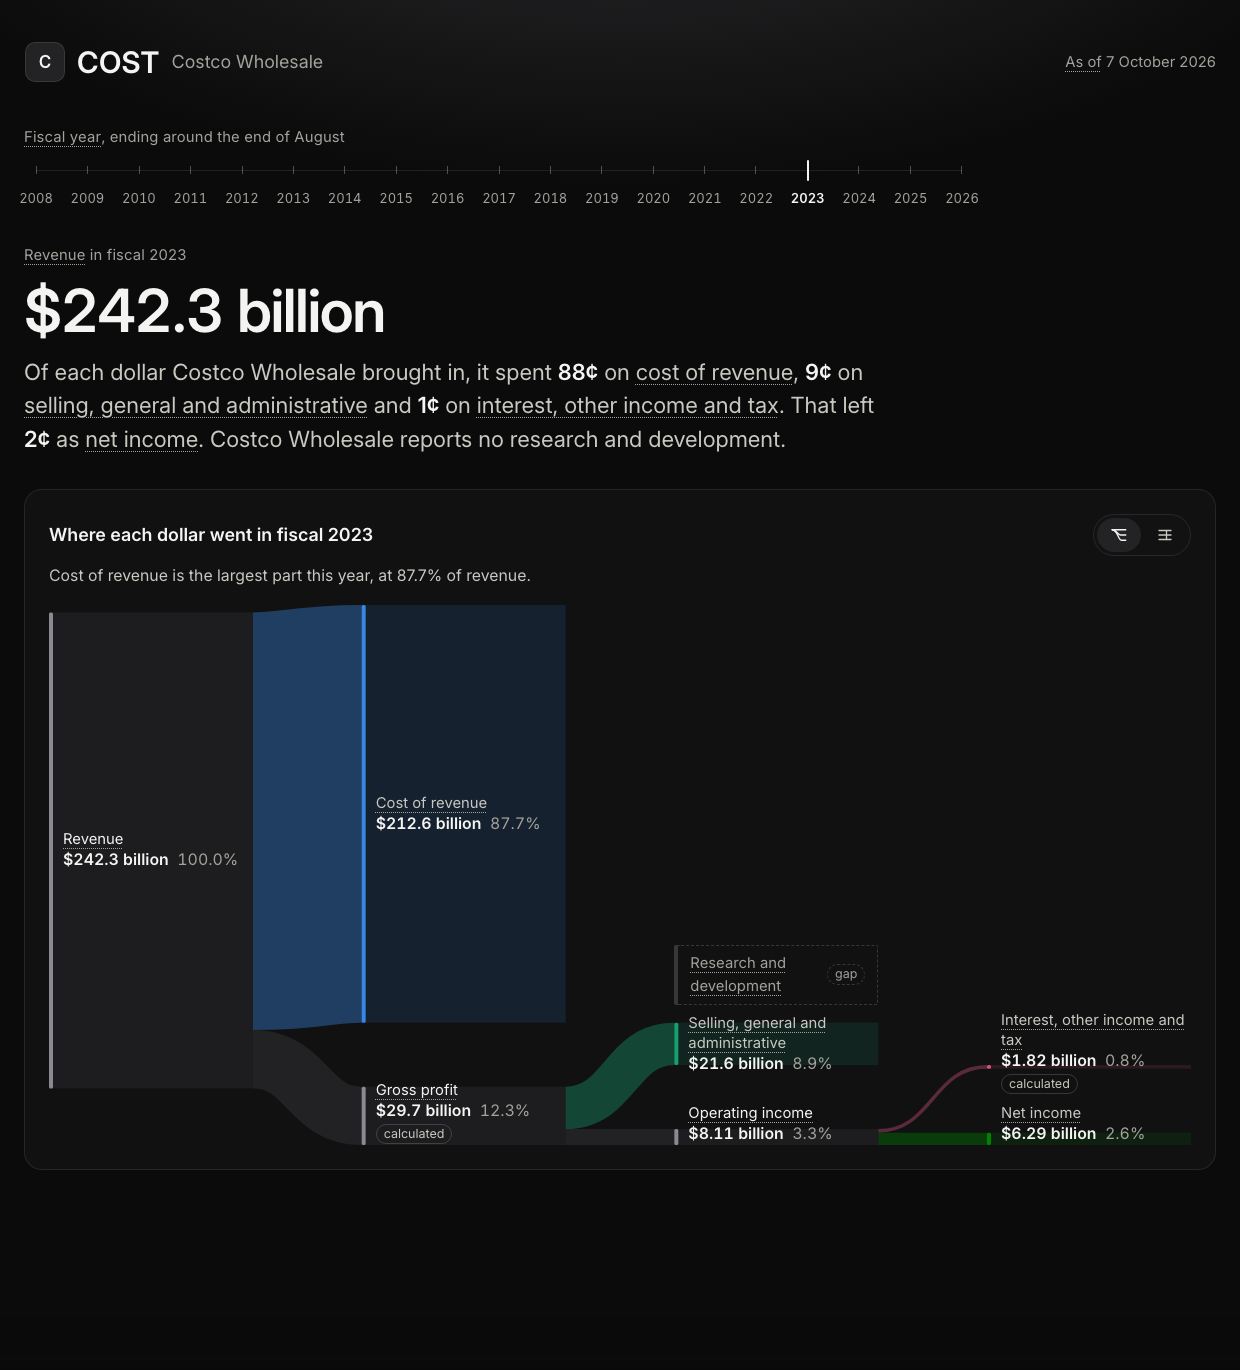 C COST Costco Wholesale
As of 7 October 2026
Fiscal year, ending around the end of August
2008 2009 2010 2011 2012 2013 2014 2015 2016 2017 2018 2019 2020 2021 2022 2023 2024 2025 2026
Revenue in fiscal 2023
$242.3 billion
Of each dollar Costco Wholesale brought in, it spent 88¢ on cost of revenue, 9¢ on
selling, general and administrative and 1¢ on interest, other income and tax. That left
2¢ as net income. Costco Wholesale reports no research and development.
Where each dollar went in fiscal 2023
Cost of revenue is the largest part this year, at 87.7% of revenue.
Revenue
$242.3 billion 100.0%
Cost of revenue
$212.6 billion 87.7%
Gross profit
$29.7 billion 12.3%
calculated
Research and
development
gap
Selling, general and
administrative
$21.6 billion 8.9%
Operating income
$8.11 billion 3.3%
Interest, other income and
tax
$1.82 billion 0.8%
calculated
Net income
$6.29 billion 2.6%